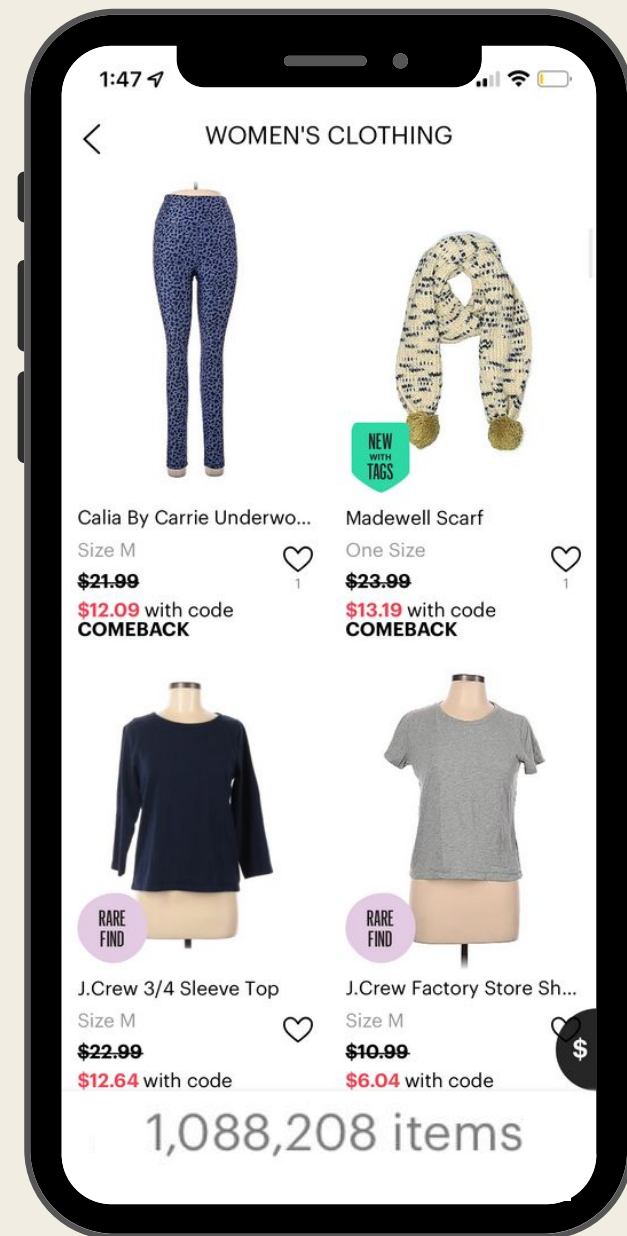 1:47
WOMEN'S CLOTHING
NEW
WITH
TAGS
Calia By Carrie Underwo...
Size M
1
$21.99
$12.09 with code
COMEBACK
Madewell Scarf
One Size
1
$23.99
$13.19 with code
COMEBACK
RARE
FIND
J.Crew 3/4 Sleeve Top
Size M
$22.99
$12.64 with code
RARE
FIND
J.Crew Factory Store Sh...
Size M
$10.99
$6.04 with code
$
1,088,208 items